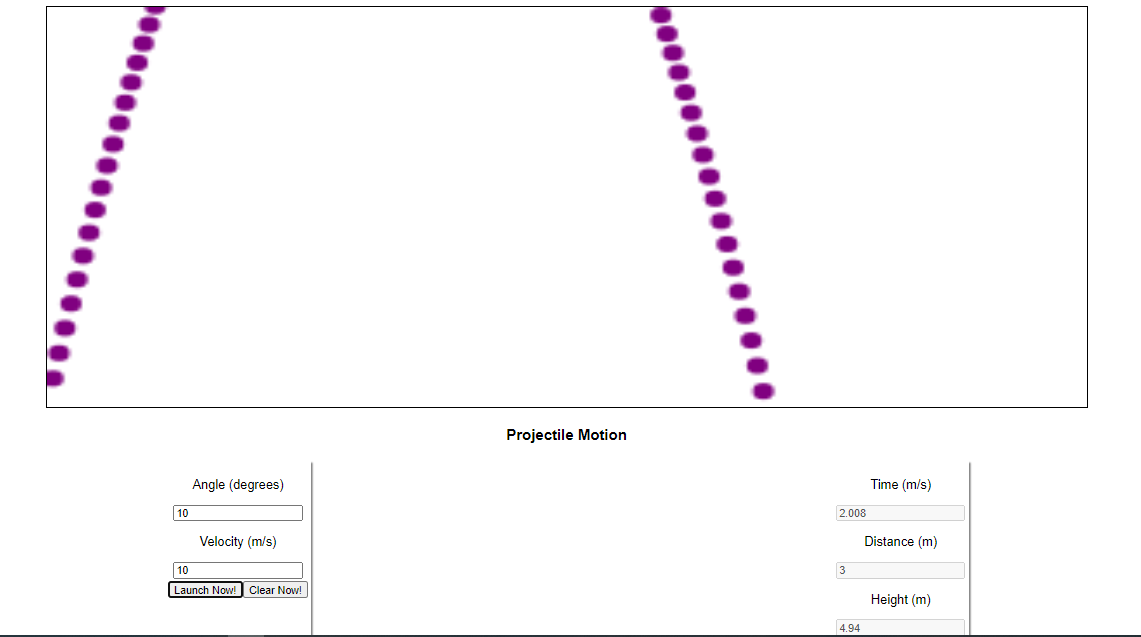 Projectile Motion
Angle (degrees)
10
Velocity (m/s)
10
Launch Now! Clear Now!
Time (m/s)
2.008
Distance (m)
3
Height (m)
4.94